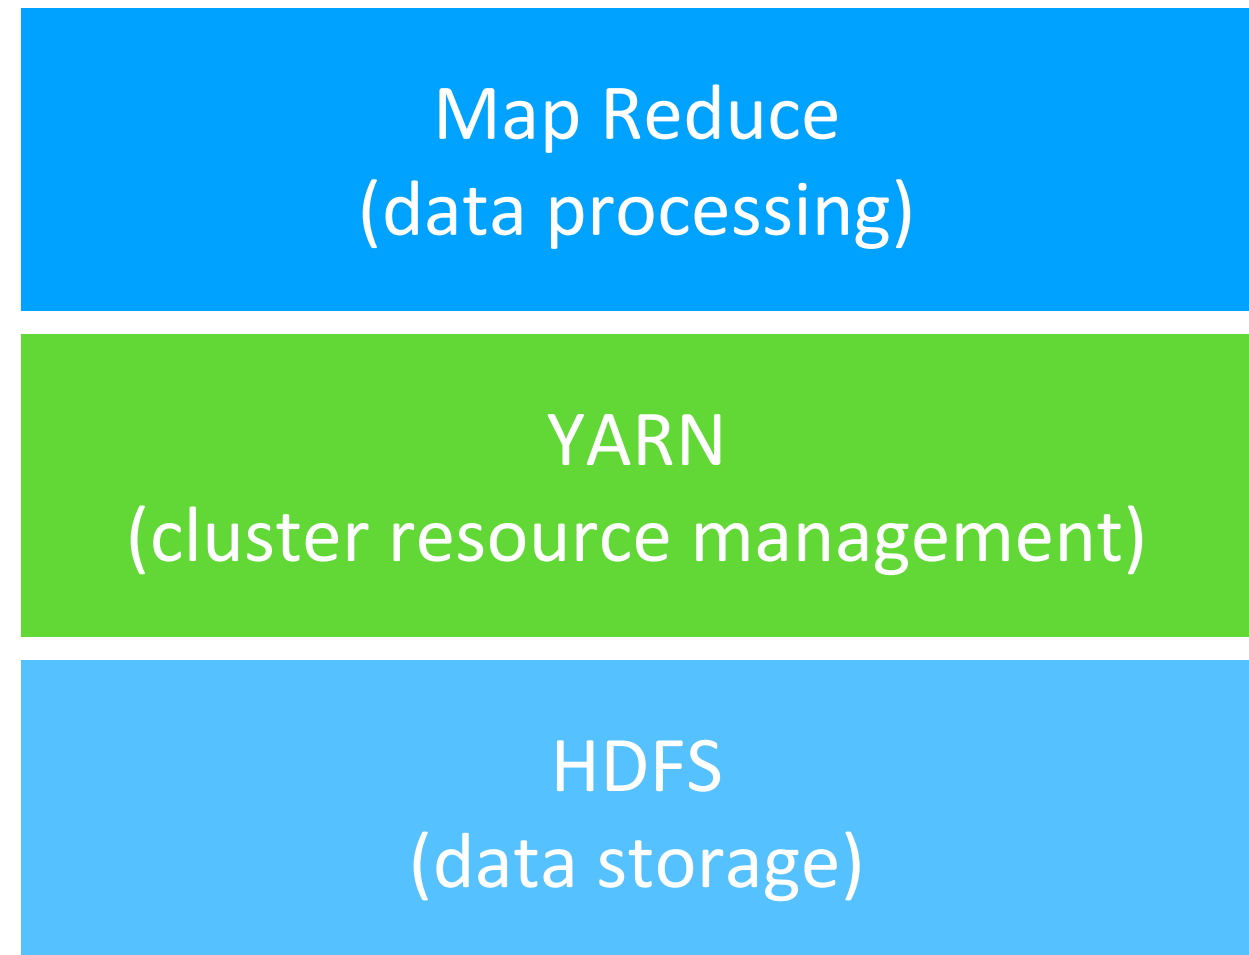 Map Reduce
(data processing)
YARN
(cluster resource management)
HDFS
(data storage)